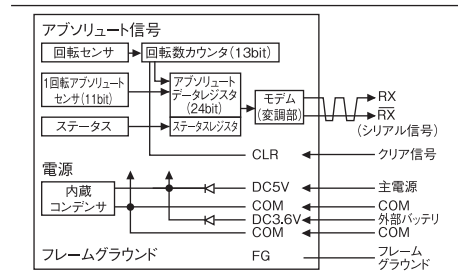 アブソリュート信号
回転センサ
回転数カウンタ(13bit)
1回転アブソリュート
センサ(11bit)
アブソリュート
データレジスタ
(24bit)
ステータス
ステータスレジスタ
モデム
(変調部)
RX
RX
(シリアル信号)
CLR
クリア信号
電源
内蔵
コンデンサ
DC5V
主電源
COM
COM
DC3.6V
外部バッテリ
COM
COM
フレームグラウンド
FG
フレーム
グラウンド